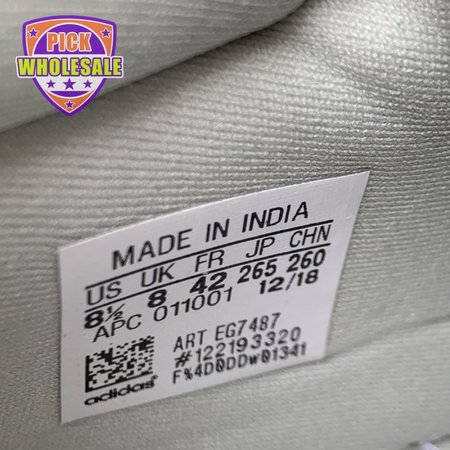 PICK
WHOLESALE
MADE IN INDIA
US UK FR JP CHN
8½ 8 42 265 260
APC 011001 12/18
ART EG7487
#122193320
F%4D0DDW01341
adidas